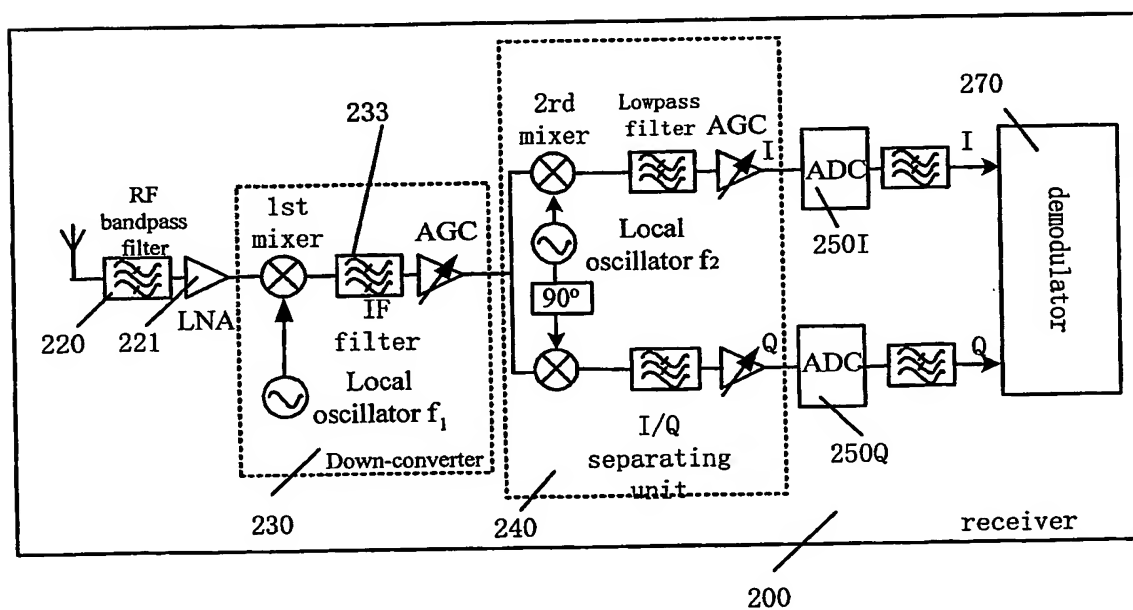 233
2rd
mixer
Lowpass
filter
AGC
I
270
I
RF
bandpass
filter
1st
mixer
AGC
ADC
demodulator
Local
oscillator f2
250I
90º
220
221
LNA
IF
filter
Q
ADC
Q
Local
oscillator f1
I/Q
separating
unit
250Q
Down-converter
230
240
receiver
200